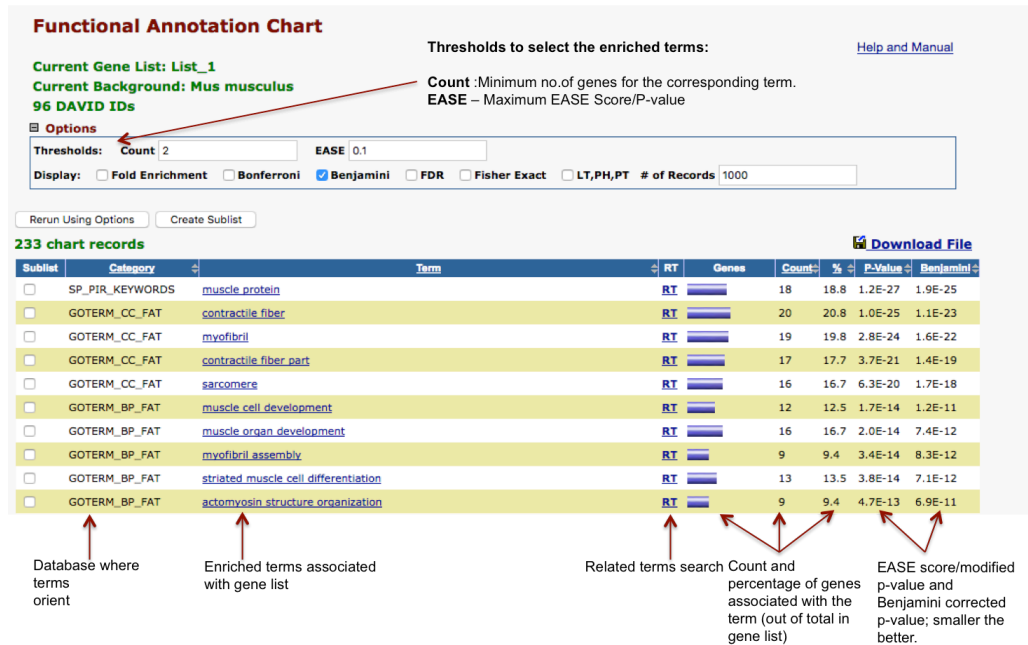 Functional Annotation Chart
Thresholds to select the enriched terms:
Help and Manual
Current Gene List: List_1
Current Background: Mus musculus
96 DAVID IDs
Count :Minimum no.of genes for the corresponding term.
EASE – Maximum EASE Score/P-value
Options
Thresholds: Count 2 EASE 0.1
Display: Fold Enrichment Bonferroni Benjamini FDR Fisher Exact LT,PH,PT # of Records 1000
Rerun Using Options Create Sublist
233 chart records Download File
Sublist Category Term RT Genes Count % P-Value Benjamini
SP_PIR_KEYWORDS muscle protein RT 18 18.8 1.2E-27 1.9E-25
GOTERM_CC_FAT contractile fiber RT 20 20.8 1.0E-25 1.1E-23
GOTERM_CC_FAT myofibril RT 19 19.8 2.8E-24 1.6E-22
GOTERM_CC_FAT contractile fiber part RT 17 17.7 3.7E-21 1.4E-19
GOTERM_CC_FAT sarcomere RT 16 16.7 6.3E-20 1.7E-18
GOTERM_BP_FAT muscle cell development RT 12 12.5 1.7E-14 1.2E-11
GOTERM_BP_FAT muscle organ development RT 16 16.7 2.0E-14 7.4E-12
GOTERM_BP_FAT myofibril assembly RT 9 9.4 3.4E-14 8.3E-12
GOTERM_BP_FAT striated muscle cell differentiation RT 13 13.5 3.8E-14 7.1E-12
GOTERM_BP_FAT actomyosin structure organization RT 9 9.4 4.7E-13 6.9E-11
Database where
terms
orient
Enriched terms associated
with gene list
Related terms search
Count and
percentage of genes
associated with the
term (out of total in
gene list)
EASE score/modified
p-value and
Benjamini corrected
p-value; smaller the
better.